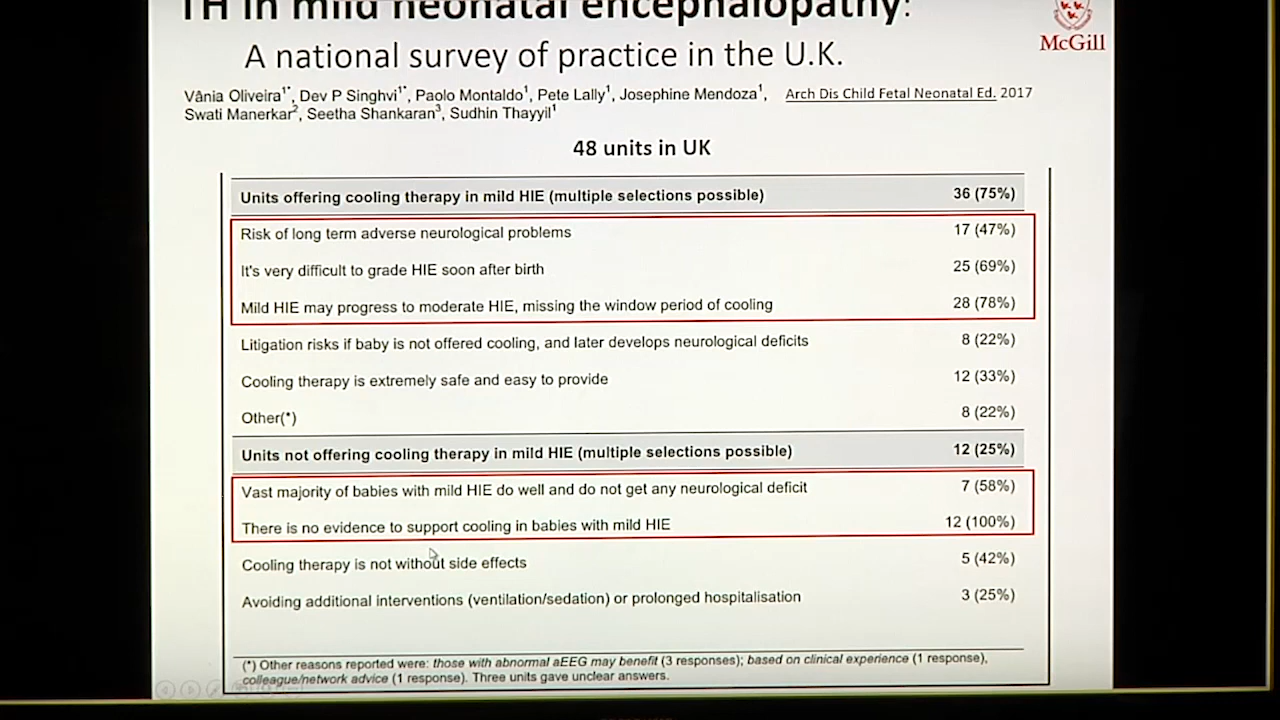 TH in mild neonatal encephalopathy:
A national survey of practice in the U.K.
McGill
Vânia Oliveira1*, Dev P Singhvi1*, Paolo Montaldo1, Pete Lally1, Josephine Mendoza1, Arch Dis Child Fetal Neonatal Ed. 2017
Swati Manerkar2, Seetha Shankaran3, Sudhin Thayyil1
48 units in UK
Units offering cooling therapy in mild HIE (multiple selections possible) 36 (75%)
Risk of long term adverse neurological problems 17 (47%)
It's very difficult to grade HIE soon after birth 25 (69%)
Mild HIE may progress to moderate HIE, missing the window period of cooling 28 (78%)
Litigation risks if baby is not offered cooling, and later develops neurological deficits 8 (22%)
Cooling therapy is extremely safe and easy to provide 12 (33%)
Other(*) 8 (22%)
Units not offering cooling therapy in mild HIE (multiple selections possible) 12 (25%)
Vast majority of babies with mild HIE do well and do not get any neurological deficit 7 (58%)
There is no evidence to support cooling in babies with mild HIE 12 (100%)
Cooling therapy is not without side effects 5 (42%)
Avoiding additional interventions (ventilation/sedation) or prolonged hospitalisation 3 (25%)
(*) Other reasons reported were: those with abnormal aEEG may benefit (3 responses); based on clinical experience (1 response),
colleague/network advice (1 response). Three units gave unclear answers.